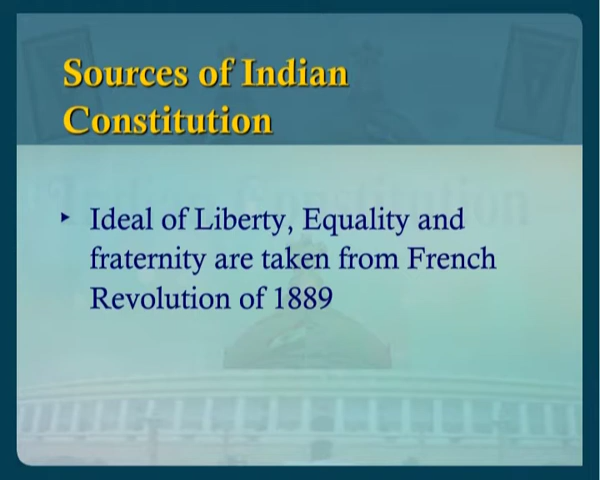 Sources of Indian
Constitution
Ideal of Liberty, Equality and
fraternity are taken from French
Revolution of 1889